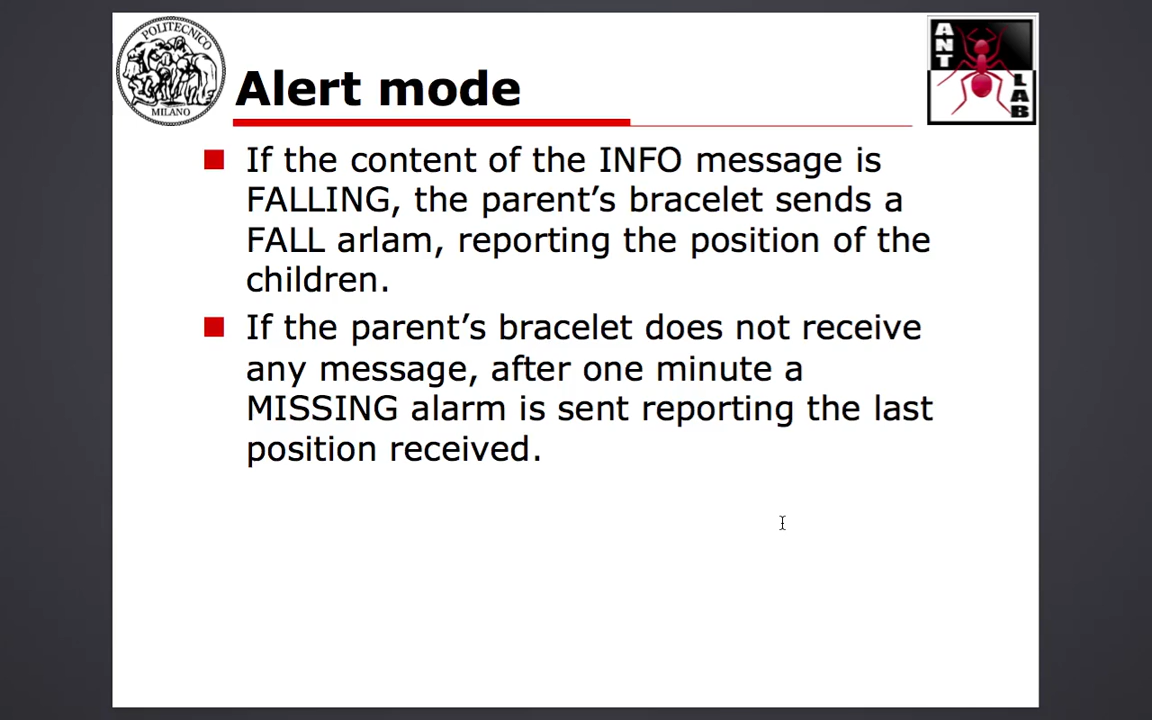 POLITECNICO
MILANO
Alert mode
ANT
LAB
If the content of the INFO message is
FALLING, the parent’s bracelet sends a
FALL arlam, reporting the position of the
children.
If the parent’s bracelet does not receive
any message, after one minute a
MISSING alarm is sent reporting the last
position received.